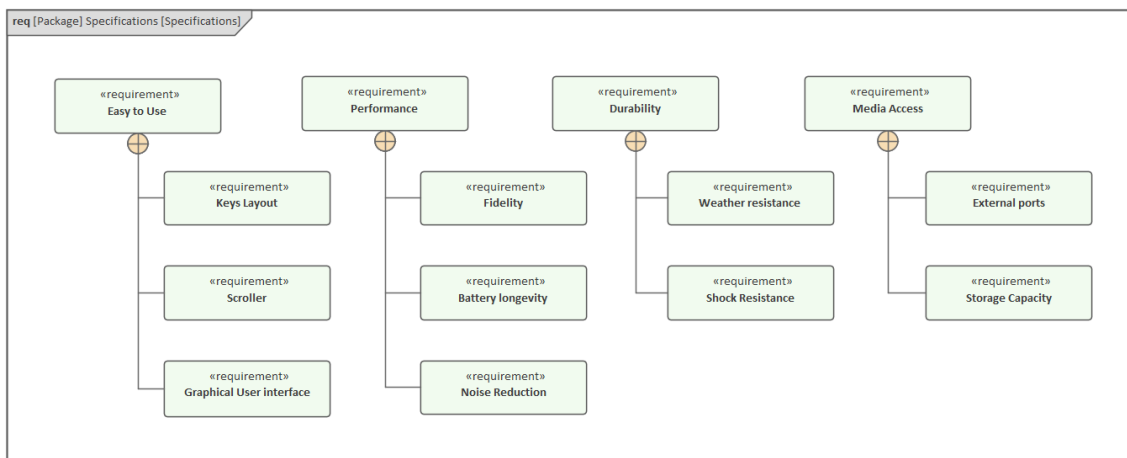 req [Package] Specifications [Specifications]
«requirement»
Easy to Use
«requirement»
Performance
«requirement»
Durability
«requirement»
Media Access
«requirement»
Keys Layout
«requirement»
Fidelity
«requirement»
Weather resistance
«requirement»
External ports
«requirement»
Scroller
«requirement»
Battery longevity
«requirement»
Shock Resistance
«requirement»
Storage Capacity
«requirement»
Graphical User interface
«requirement»
Noise Reduction